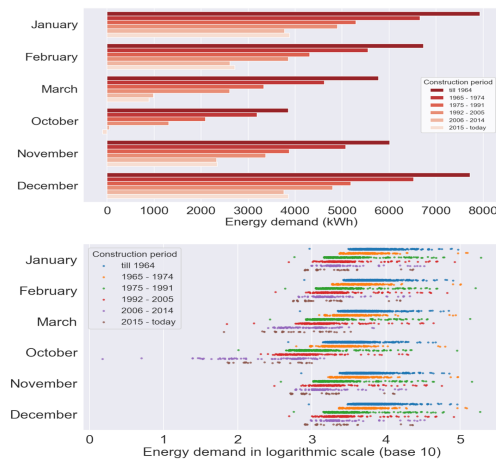 January
February
March
October
November
December
Construction period
till 1964
1965 - 1974
1975 - 1991
1992 - 2005
2006 - 2014
2015 - today
0 1000 2000 3000 4000 5000 6000 7000 8000
Energy demand (kWh)
Construction period
till 1964
1965 - 1974
1975 - 1991
1992 - 2005
2006 - 2014
2015 - today
January
February
March
October
November
December
0 1 2 3 4 5
Energy demand in logarithmic scale (base 10)